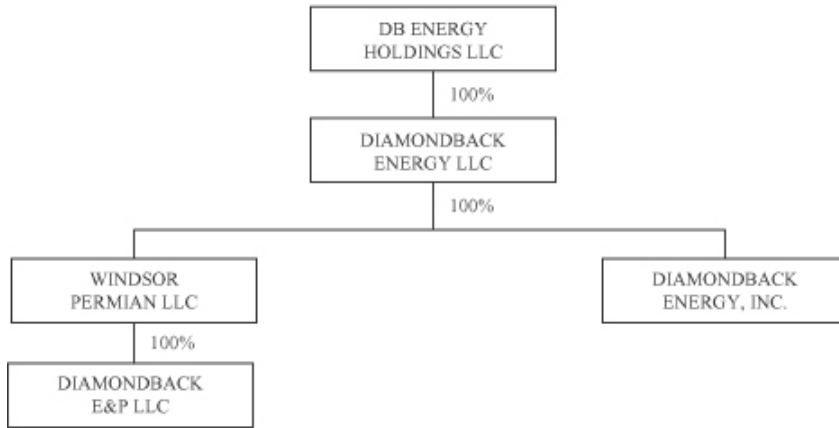 DB ENERGY
HOLDINGS LLC
100%
DIAMONDBACK
ENERGY LLC
100%
WINDSOR
PERMIAN LLC
DIAMONDBACK
ENERGY, INC.
100%
DIAMONDBACK
E&P LLC